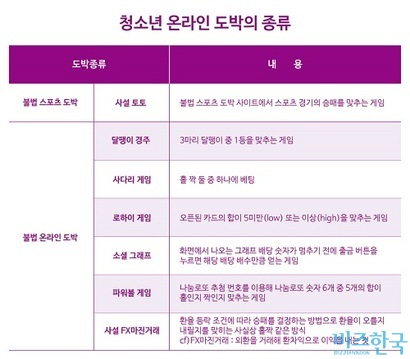 청소년 온라인 도박의 종류
도박종류
내 용
불법 스포츠 도박
사설 토토
불법 스포츠 도박 사이트에서 스포츠 경기의 승패를 맞추는 게임
불법 온라인 도박
달팽이 경주
3마리 달팽이 중 1등을 맞추는 게임
사다리 게임
홀 짝 둘 중 하나에 베팅
로하이 게임
오픈된 카드의 합이 5미만(low) 또는 이상(high)을 맞추는 게임
소셜 그래프
화면에서 나오는 그래프 배당 숫자가 멈추기 전에 출금 버튼을
누르면 해당 배당 배수만큼 얻는 게임
파워볼 게임
나눔로또 추첨 번호를 이용해 나눔로또 숫자 6개 중 5개의 합이
홀인지 짝인지 맞추는 게임
사설 FX마진거래
환율 등락 조건에 따라 승패를 결정하는 방법으로 환율이 오를지
내릴지를 맞히는 사실상 홀짝 같은 방식
cf) FX마진거래 : 외환을 거래해 환차익으로 이익을 내는 것
비즈한국